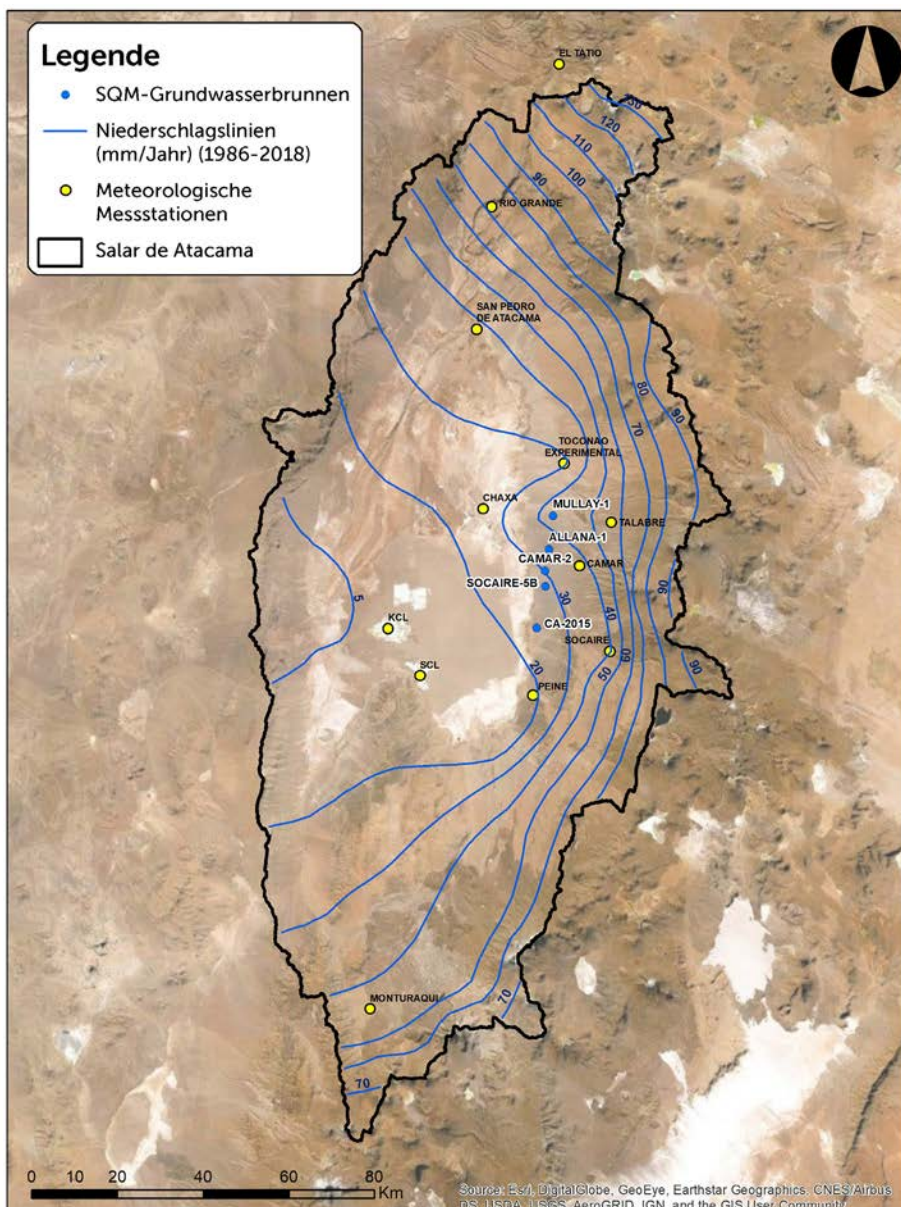 Legende
SQM-Grundwasserbrunnen
Niederschlagslinien
(mm/Jahr) (1986-2018)
Meteorologische
Messstationen
Salar de Atacama
EL TATIO
130
120
110
100
90
RIO GRANDE
SAN PEDRO
DE ATACAMA
80
90
70
TOCONAO
EXPERIMENTAL
CHAXA
MULLAY-1
TALABRE
ALLANA-1
CAMAR-2
CAMAR
SOCAIRE-5B
90
5
30
40
KCL
CA-2015
SOCAIRE
60
SCL
20
50
90
PEINE
70
MONTURAQUI
70
0 20 40 60 80
Km
Source: Esri, DigitalGlobe, GeoEye, Earthstar Geographics, CNES/Airbus
DS, USDA, USGS, AeroGRID, IGN, and the GIS User Community